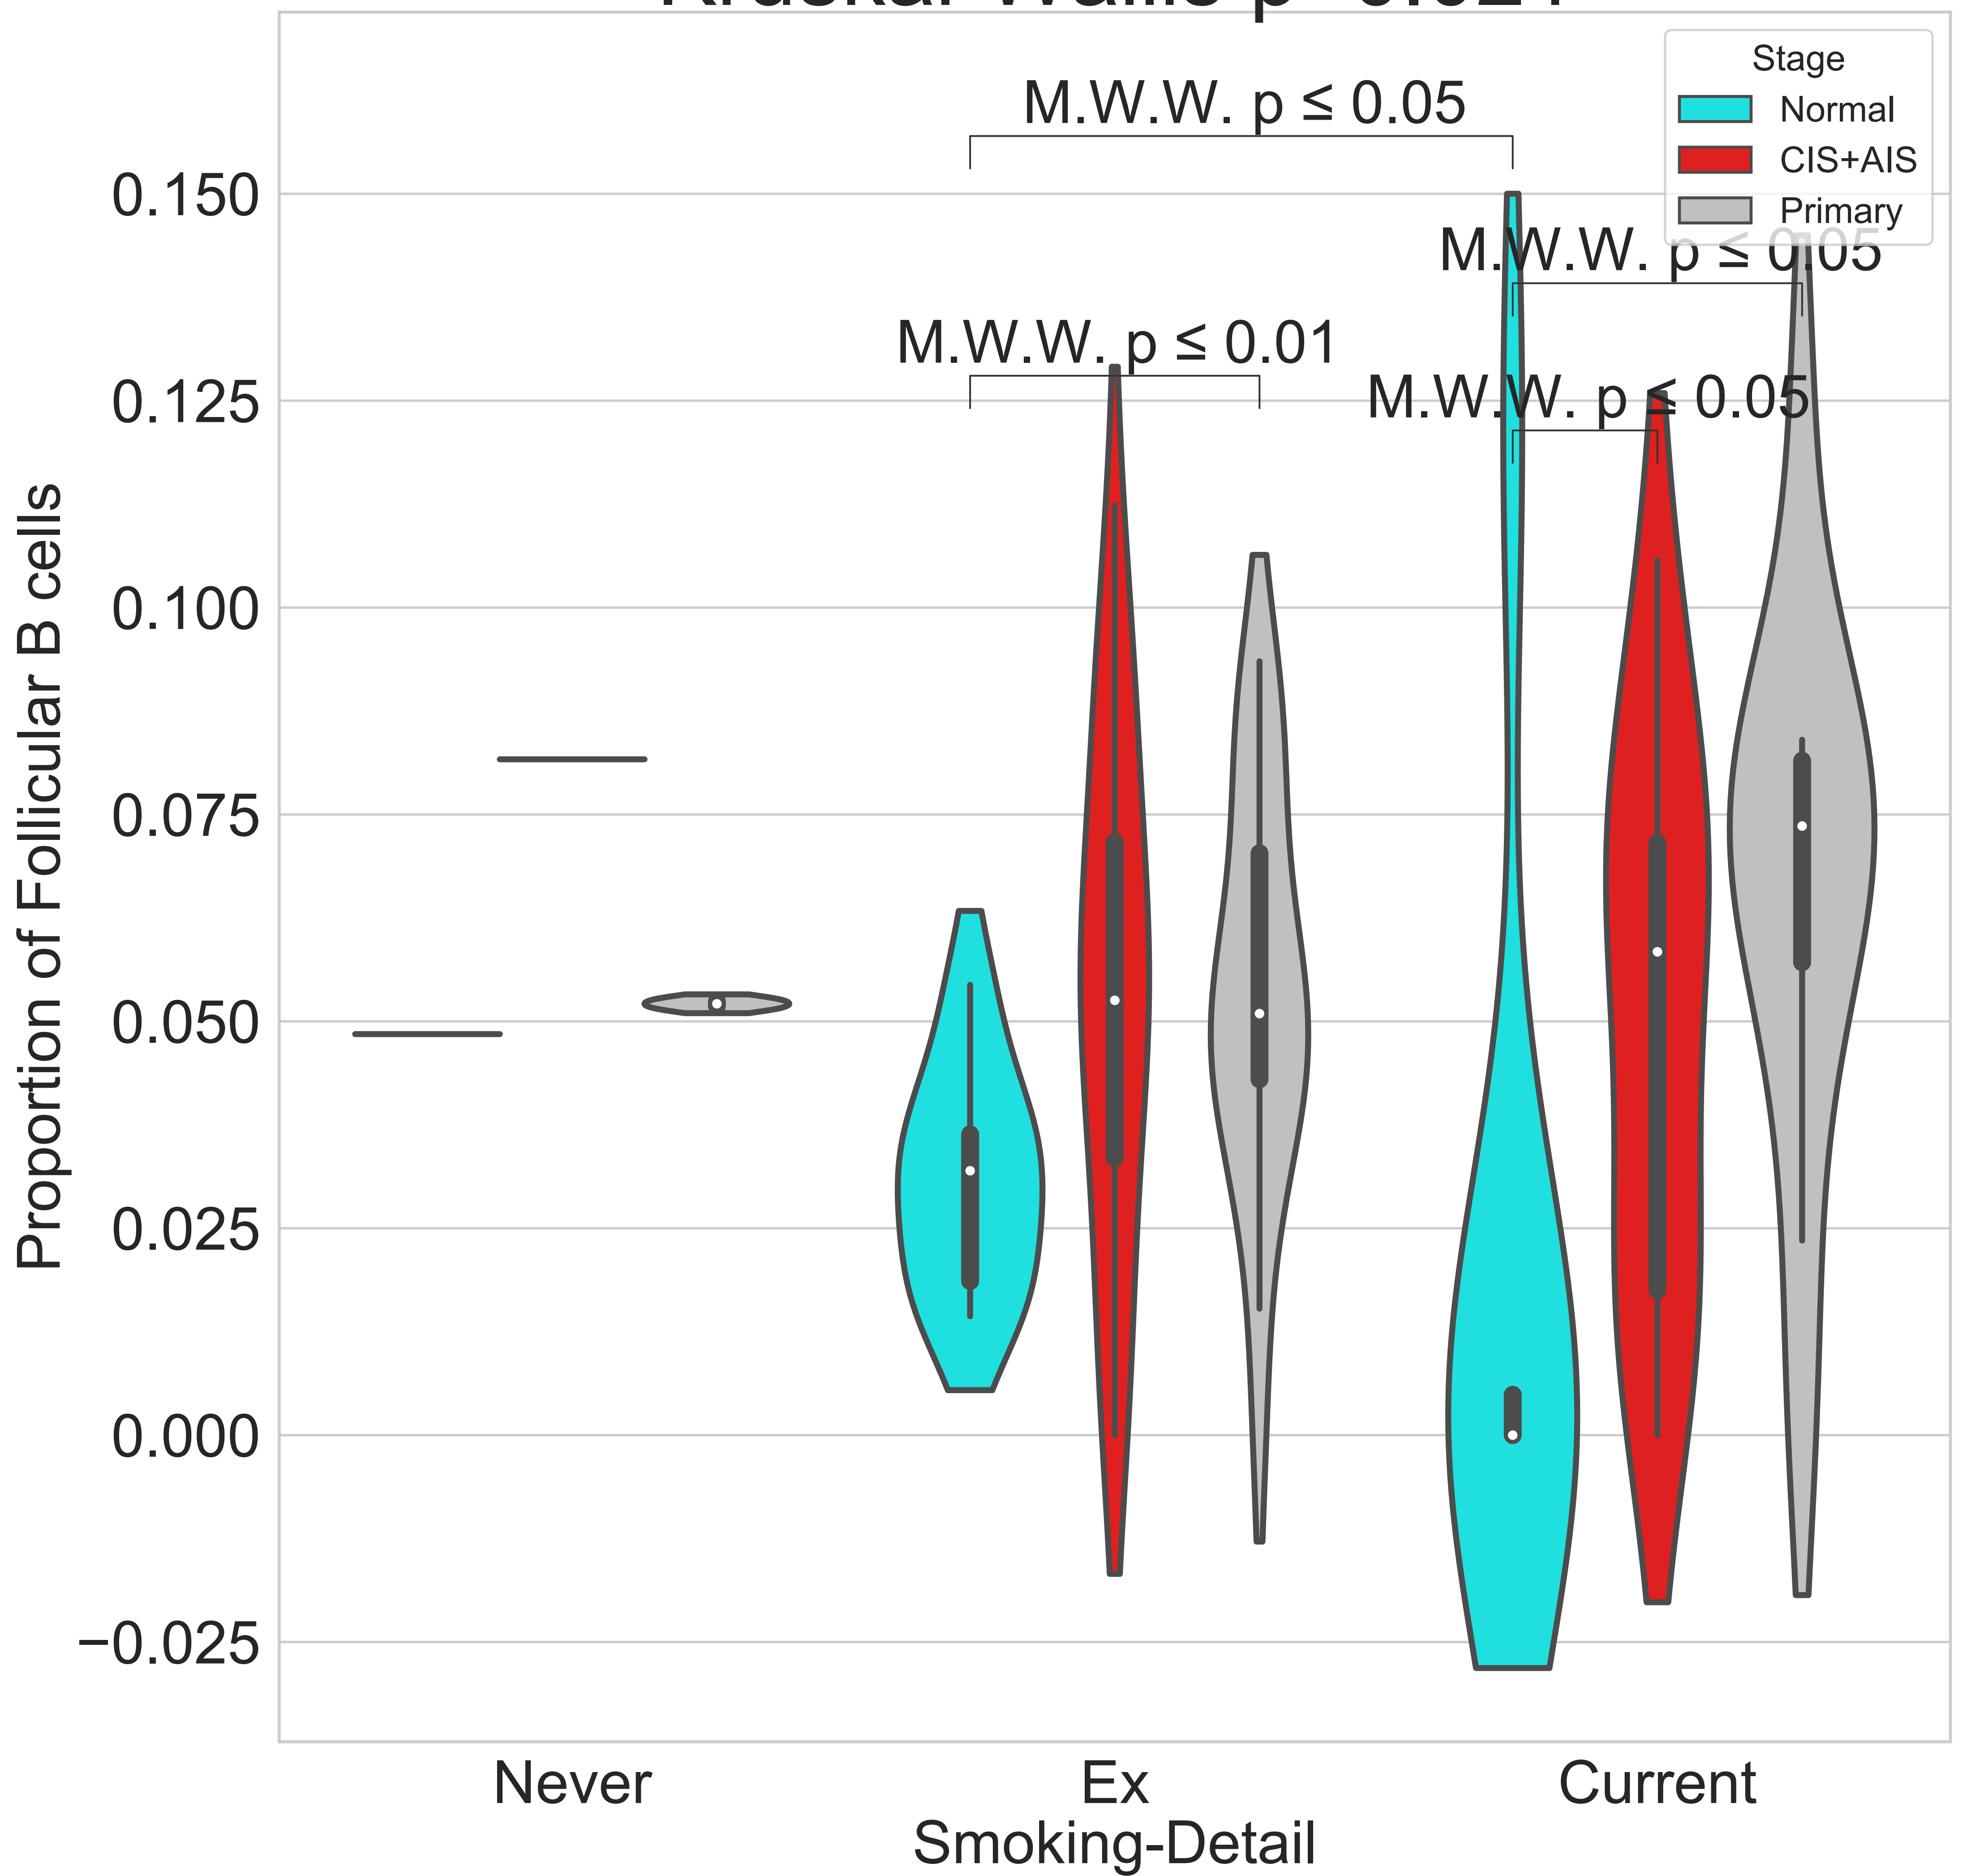 M.W.W. p ≤ 0.05
Stage
Normal
CIS+AIS
Primary
M.W.W. p ≤ 0.05
M.W.W. p ≤ 0.01
M.W.W. p ≤ 0.05
0.150
0.125
0.100
0.075
0.050
0.025
0.000
−0.025
Proportion of Follicular B cells
Never
Ex
Current
Smoking-Detail